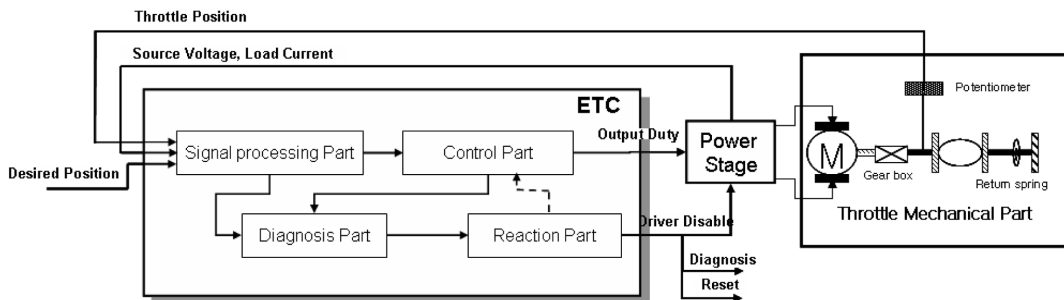 Throttle Position
Source Voltage, Load Current
ETC
Potentiometer
Signal processing Part
Control Part
Output Duty
Power
Stage
M
Desired Position
Gear box
Return spring
Throttle Mechanical Part
Diagnosis Part
Reaction Part
Driver Disable
Diagnosis
Reset